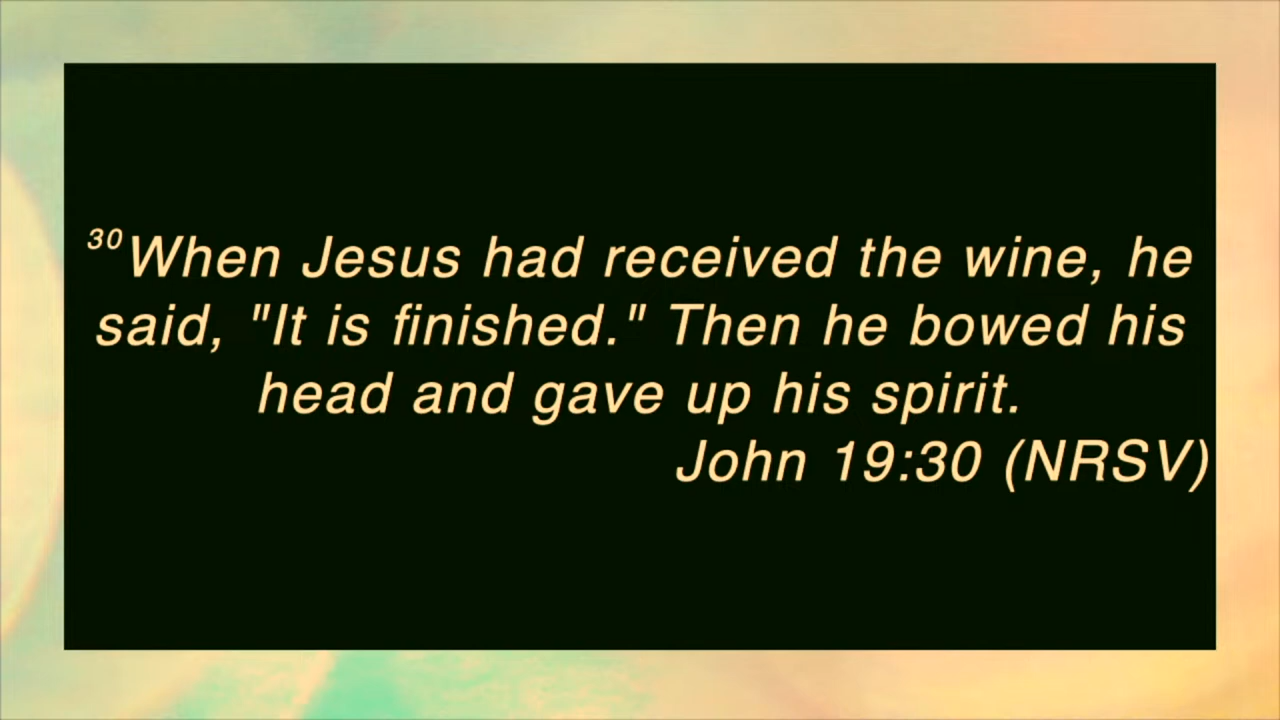 30When Jesus had received the wine, he
said, "It is finished." Then he bowed his
head and gave up his spirit.
John 19:30 (NRSV)